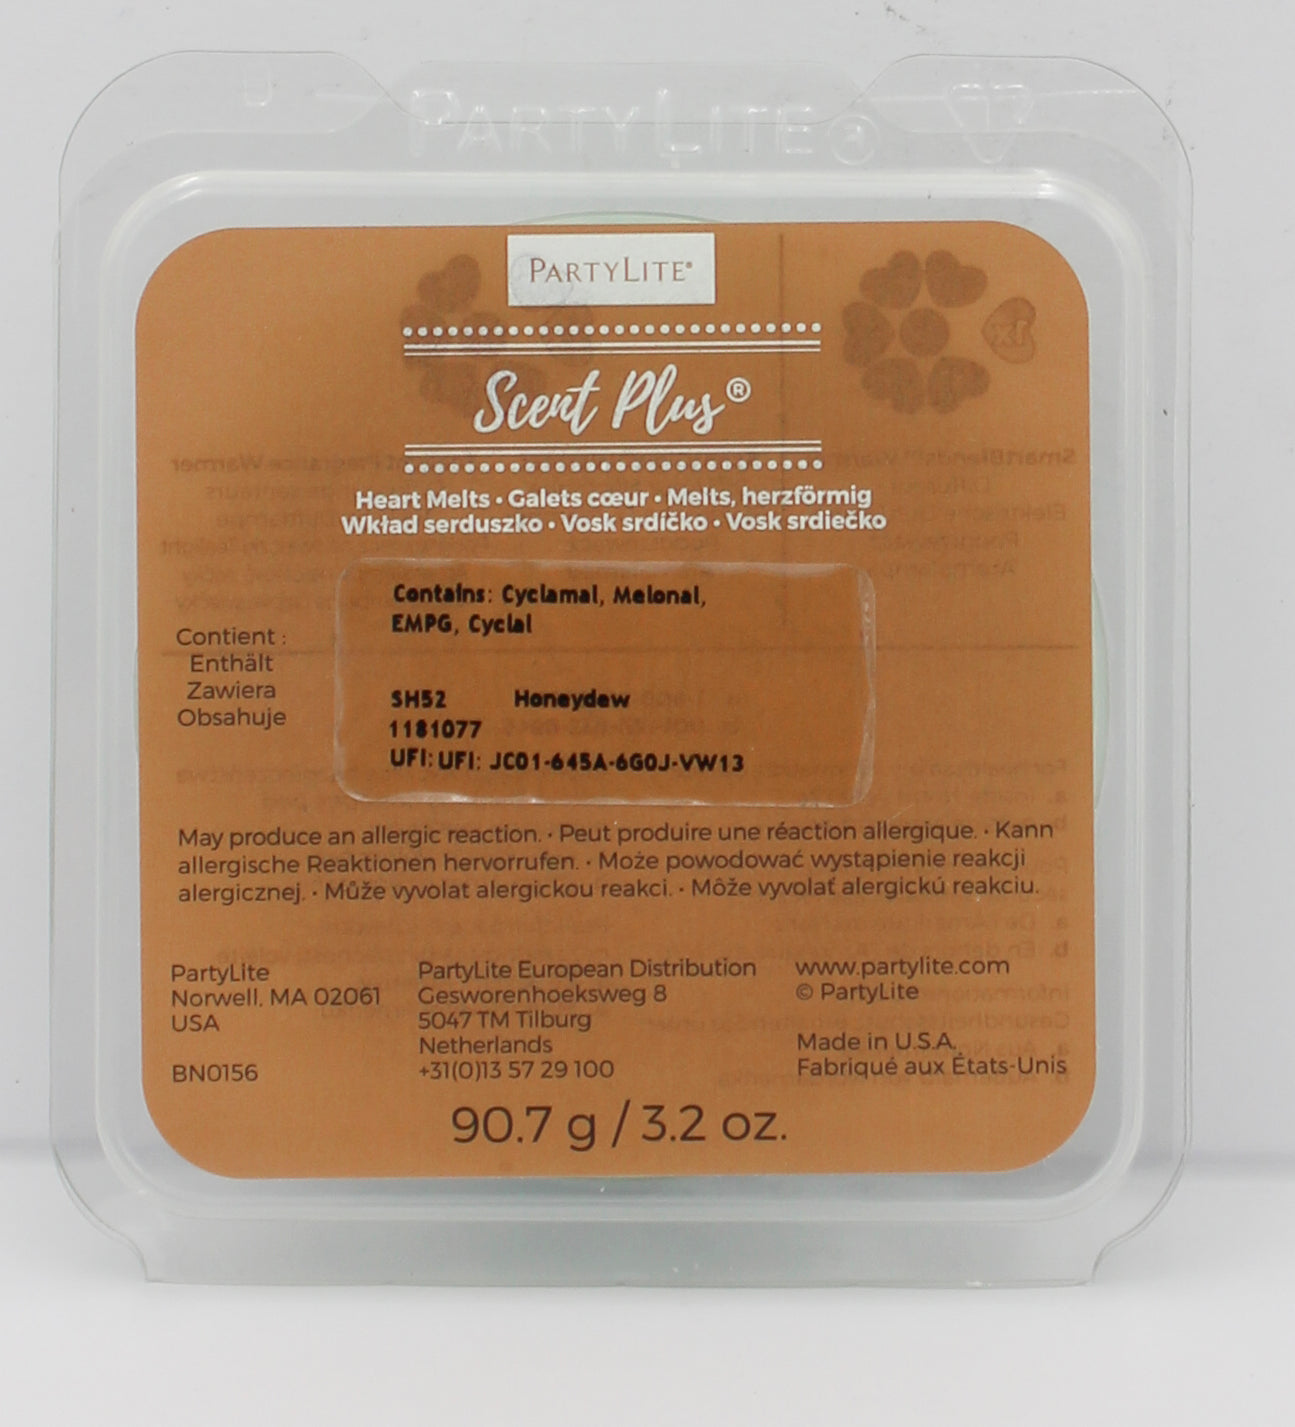 PARTYLITE®
PARTYLITE®
Scent Plus®
Heart Melts • Galets cœur • Melts, herzförmig
Wkład serduszko • Vosk srdíčko • Vosk srdiečko
Contains: Cyclamal, Melonal,
EMPG, Cyclal
Contient :
Enthält
Zawiera
Obsahuje
SH52 Honeydew
1181077
UFI: UFI: JC01-645A-6G0J-VW13
May produce an allergic reaction. • Peut produire une réaction allergique. • Kann
allergische Reaktionen hervorrufen. • Może powodować wystąpienie reakcji
alergicznej. • Může vyvolat alergickou reakci. • Môže vyvolať alergickú reakciu.
PartyLite
Norwell, MA 02061
USA
BN0156
PartyLite European Distribution
Gesworenhoeksweg 8
5047 TM Tilburg
Netherlands
+31(0)13 57 29 100
www.partylite.com
© PartyLite
Made in U.S.A.
Fabriqué aux États-Unis
90.7 g / 3.2 oz.